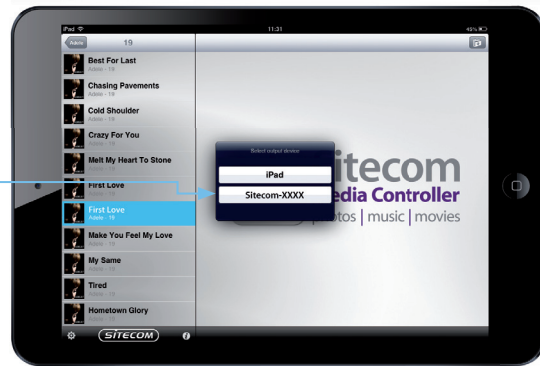 iPad 11:31 49%
Adele 19
Best For Last
Adele - 19
Chasing Pavements
Adele - 19
Cold Shoulder
Adele - 19
Crazy For You
Adele - 19
Melt My Heart To Stone
Adele - 19
First Love
Adele - 19
First Love
Adele - 19
Make You Feel My Love
Adele - 19
My Same
Adele - 19
Tired
Adele - 19
Hometown Glory
Adele - 19
SITECOM
Select output device
iPad
Sitecom-XXXX
itecom
edia Controller
otos | music | movies